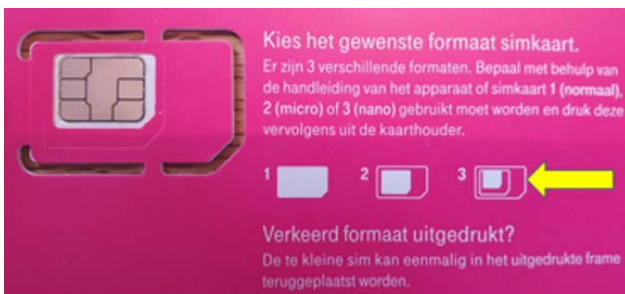 Kies het gewenste formaat simkaart.
Er zijn 3 verschillende formaten. Bepaal met behulp van
de handleiding van het apparaat of simkaart 1 (normaal),
2 (micro) of 3 (nano) gebruikt moet worden en druk deze
vervolgens uit de kaarthouder.
1 2 3
Verkeerd formaat uitgedrukt?
De te kleine sim kan eenmalig in het uitgedrukte frame
teruggeplaatst worden.